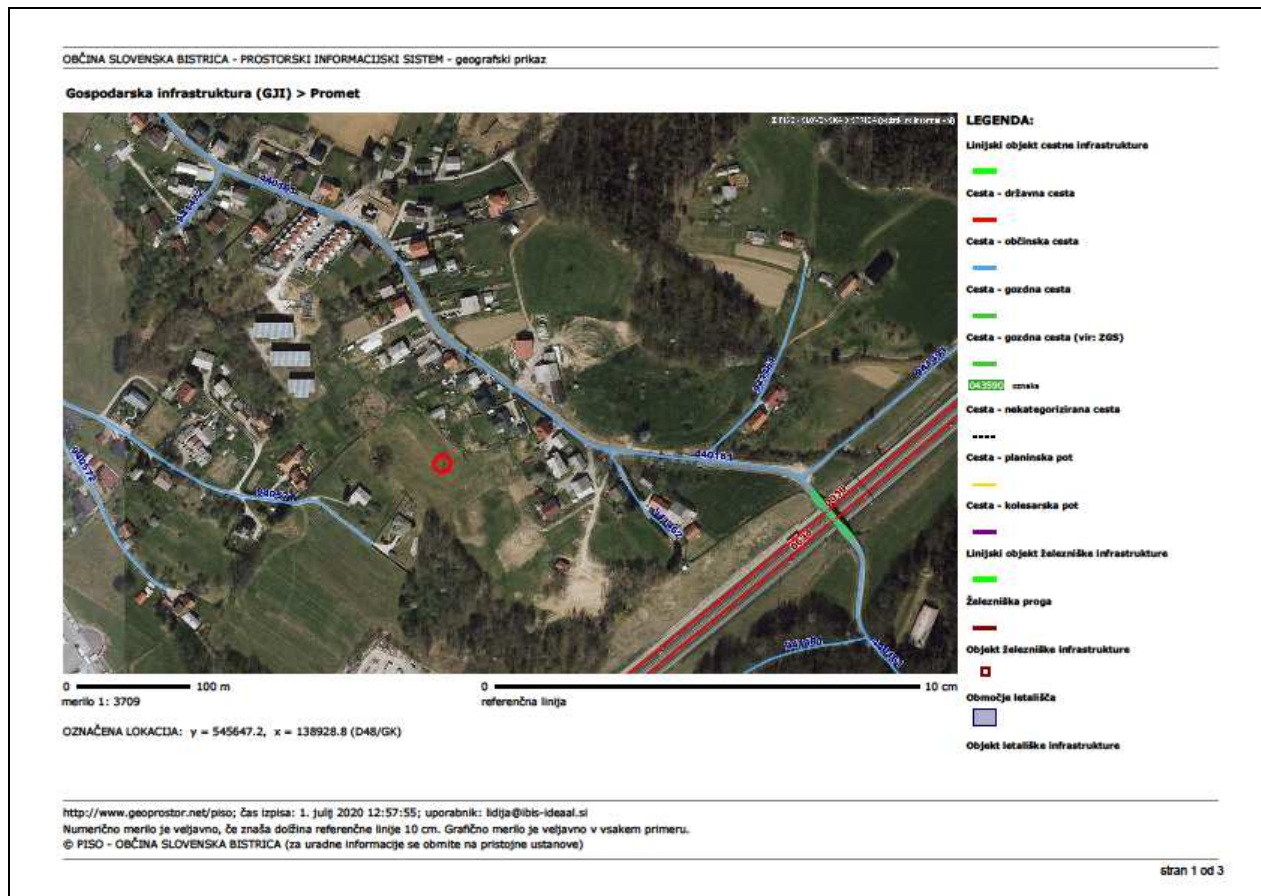 OBČINA SLOVENSKA BISTRICA - PROSTORSKI INFORMACIJSKI SISTEM - geografski prikaz
Gospodarska infrastruktura (GJI) > Promet
LEGENDA:
Linijski objekt cestne infrastrukture
Cesta - državna cesta
Cesta - občinska cesta
Cesta - gozdna cesta
Cesta - gozdna cesta (vir: ZGS)
043590 oznaka
Cesta - nekategorizirana cesta
Cesta - planinska pot
Cesta - kolesarska pot
Linijski objekt železniške infrastrukture
Železniška proga
Objekt železniške infrastrukture
Območje letališča
Objekt letališke infrastrukture
440181
940572
0 100 m
merilo 1: 3709
0 10 cm
referenčna linija
OZNAČENA LOKACIJA: y = 545647.2, x = 138928.8 (D48/GK)
http://www.geoprostor.net/piso; čas izpisa: 1. julij 2020 12:57:55; uporabnik: lidija@ibis-ideaal.si
Numerično merilo je veljavno, če znaša dolžina referenčne linije 10 cm. Grafično merilo je veljavno v vsakem primeru.
© PISO - OBČINA SLOVENSKA BISTRICA (za uradne informacije se obrnite na pristojne ustanove)
stran 1 od 3